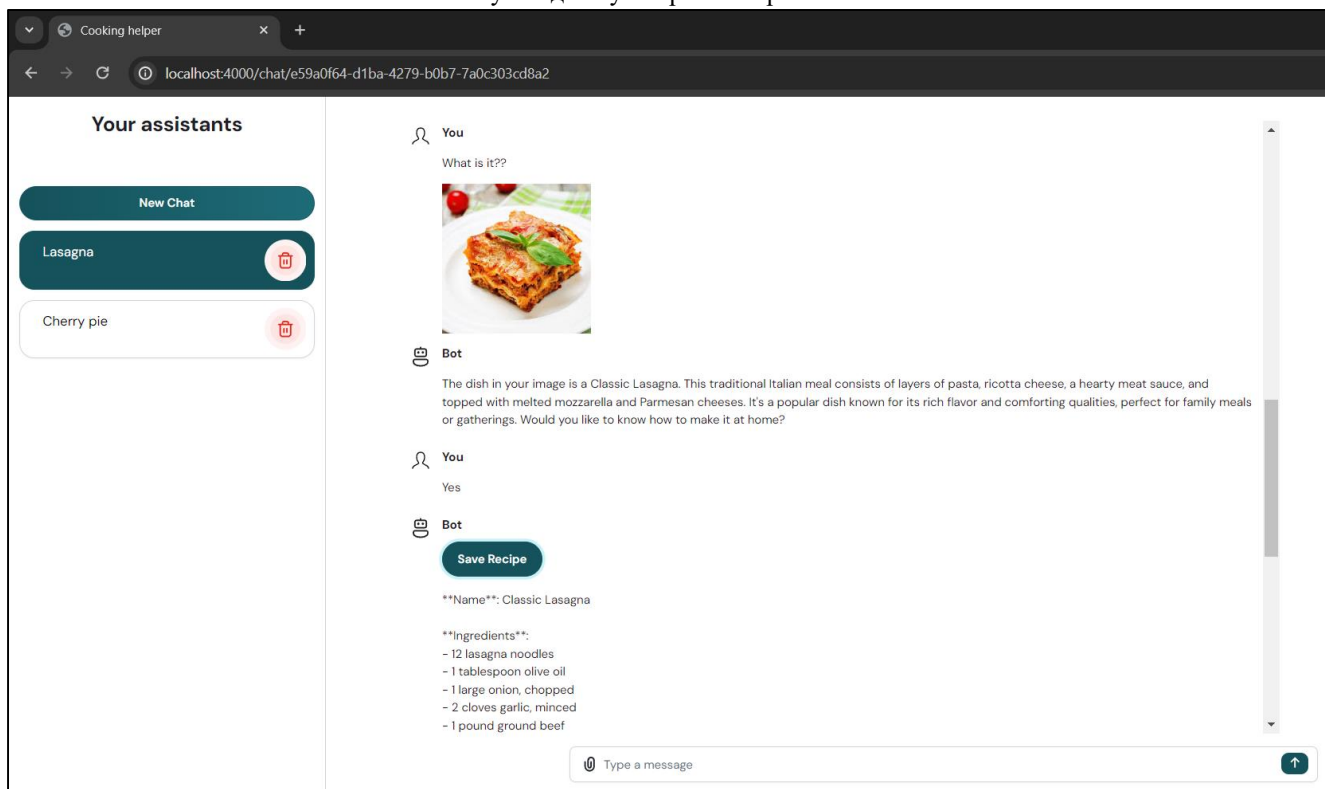 Cooking helper
localhost:4000/chat/e59a0f64-d1ba-4279-b0b7-7a0c303cd8a2
Your assistants
New Chat
Lasagna
Cherry pie
You
What is it??
Bot
The dish in your image is a Classic Lasagna. This traditional Italian meal consists of layers of pasta, ricotta cheese, a hearty meat sauce, and
topped with melted mozzarella and Parmesan cheeses. It's a popular dish known for its rich flavor and comforting qualities, perfect for family meals
or gatherings. Would you like to know how to make it at home?
You
Yes
Bot
Save Recipe
**Name**: Classic Lasagna
**Ingredients**:
- 12 lasagna noodles
- 1 tablespoon olive oil
- 1 large onion, chopped
- 2 cloves garlic, minced
- 1 pound ground beef
Type a message